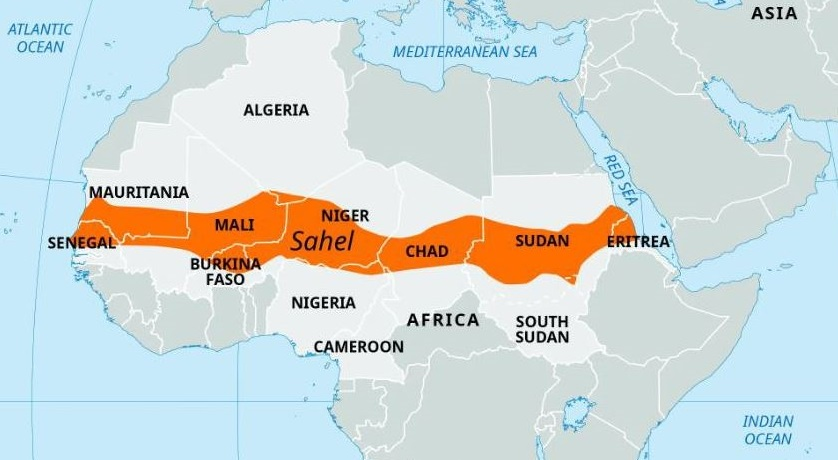 ASIA
ATLANTIC
OCEAN
MEDITERRANEAN SEA
ALGERIA
RED SEA
MAURITANIA
NIGER
MALI
Sahel
SENEGAL
SUDAN
ERITREA
CHAD
BURKINA
FASO
NIGERIA
AFRICA
SOUTH
SUDAN
CAMEROON
INDIAN
OCEAN